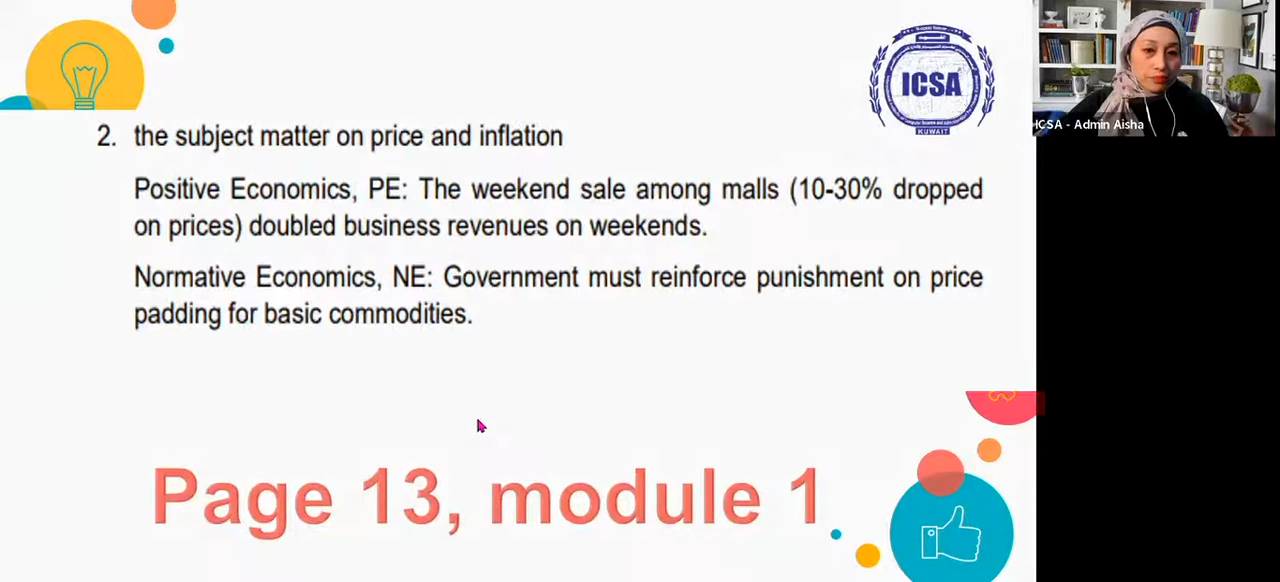 ICSA
KUWAIT
ICSA - Admin Aisha
2. the subject matter on price and inflation
Positive Economics, PE: The weekend sale among malls (10-30% dropped
on prices) doubled business revenues on weekends.
Normative Economics, NE: Government must reinforce punishment on price
padding for basic commodities.
Page 13, module 1